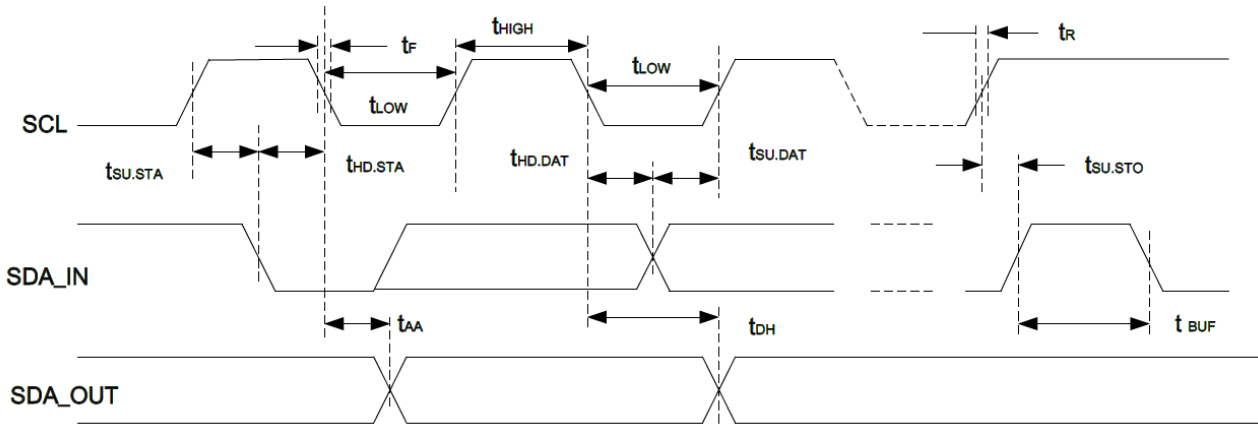 tF
tHIGH
tR
tLOW
tLOW
SCL
tSU.STA
tHD.STA
tHD.DAT
tSU.DAT
tSU.STO
SDA_IN
tAA
tDH
t BUF
SDA_OUT